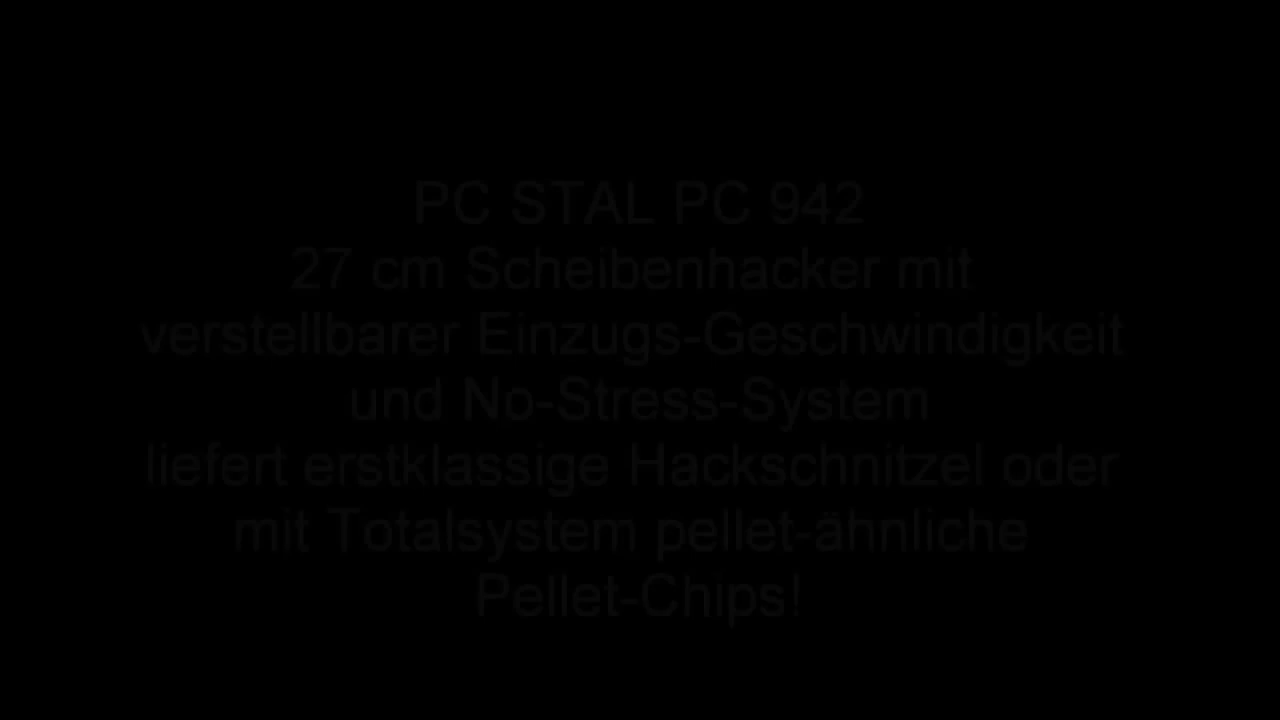 PC STAL PC 942
27 cm Scheibenhacker mit
verstellbarer Einzugs-Geschwindigkeit
und No-Stress-System
liefert erstklassige Hackschnitzel oder
mit Totalsystem pellet-ähnliche
Pellet-Chips!